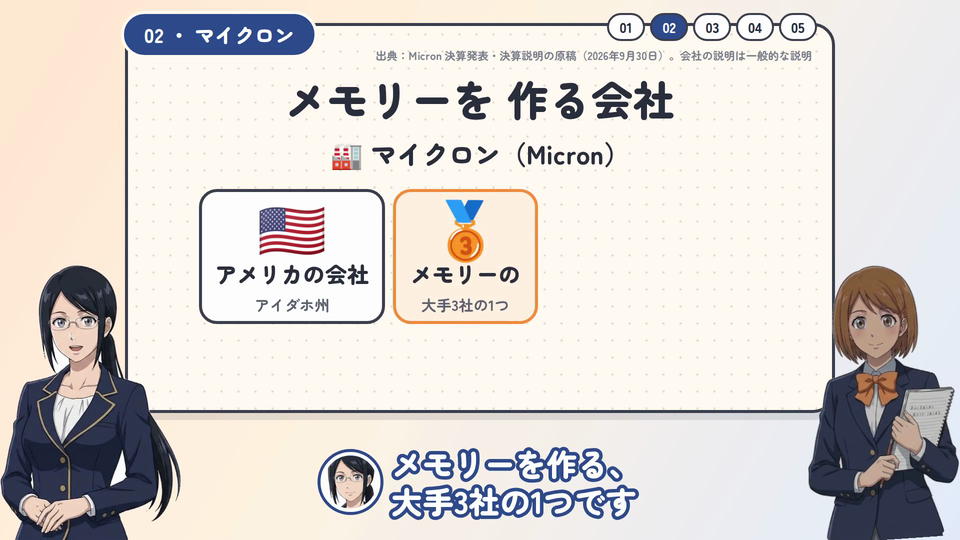 02 ・ マイクロン
01 02 03 04 05
出典：Micron 決算発表・決算説明の原稿（2026年9月30日）。会社の説明は一般的な説明
メモリーを 作る会社
マイクロン（Micron）
アメリカの会社
アイダホ州
3
メモリーの
大手3社の1つ
メモリーを作る、
大手3社の1つです